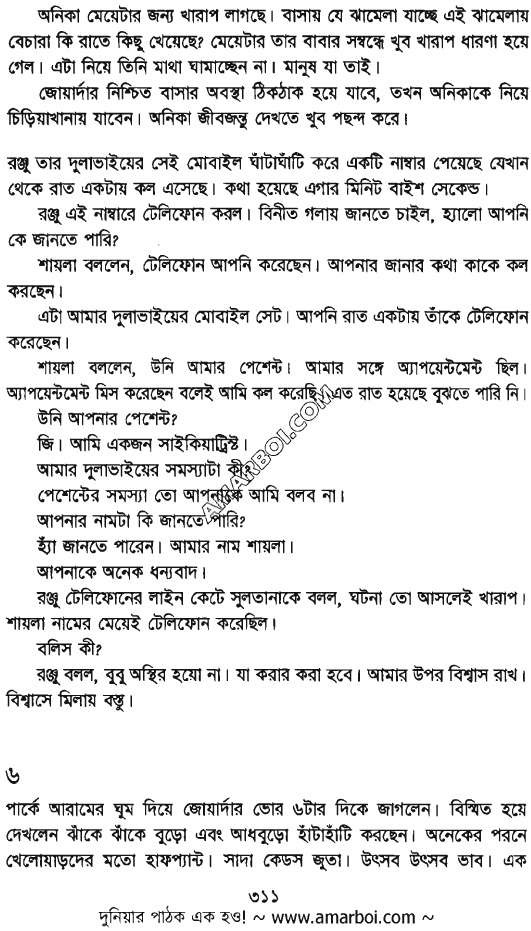 অনিকা মেয়েটার জন্য খারাপ লাগছে। বাসায় যে ঝামেলা যাচ্ছে এই ঝামেলায়
বেচারা কি রাতে কিছু খেয়েছে? মেয়েটার তার বাবার সম্বন্ধে খুব খারাপ ধারণা হয়ে
গেল। এটা নিয়ে তিনি মাথা ঘামাচ্ছেন না। মানুষ যা তাই।
জোয়ার্দার নিশ্চিত বাসার অবস্থা ঠিকঠাক হয়ে যাবে, তখন অনিকাকে নিয়ে
চিড়িয়াখানায় যাবেন। অনিকা জীবজন্তু দেখতে খুব পছন্দ করে।
রঞ্জু তার দুলাভাইয়ের সেই মোবাইল ঘাঁটাঘাঁটি করে একটি নাম্বার পেয়েছে যেখান
থেকে রাত একটায় কল এসেছে। কথা হয়েছে এগার মিনিট বাইশ সেকেন্ড।
রঞ্জু এই নাম্বারে টেলিফোন করল। বিনীত গলায় জানতে চাইল, হ্যালো আপনি
কে জানতে পারি?
শায়লা বললেন, টেলিফোন আপনি করেছেন। আপনার জানার কথা কাকে কল
করছেন।
এটা আমার দুলাভাইয়ের মোবাইল সেট। আপনি রাত একটায় তাঁকে টেলিফোন
করেছেন।
শায়লা বললেন, উনি আমার পেশেন্ট। আমার সঙ্গে অ্যাপয়েন্টমেন্ট ছিল।
অ্যাপয়েন্টমেন্ট মিস করেছেন বলেই আমি কল করেছি। এত রাত হয়েছে বুঝতে পারি নি।
উনি আপনার পেশেন্ট?
জি। আমি একজন সাইকিয়াট্রিস্ট।
আমার দুলাভাইয়ের সমস্যাটা কী?
পেশেন্টের সমস্যা তো আপনাকে আমি বলব না।
আপনার নামটা কি জানতে পারি?
হ্যাঁ জানতে পারেন। আমার নাম শায়লা।
আপনাকে অনেক ধন্যবাদ।
রঞ্জু টেলিফোনের লাইন কেটে সুলতানাকে বলল, ঘটনা তো আসলেই খারাপ।
শায়লা নামের মেয়েই টেলিফোন করেছিল।
বলিস কী?
রঞ্জু বলল, বুবু অস্থির হয়ো না। যা করার করা হবে। আমার উপর বিশ্বাস রাখ।
বিশ্বাসে মিলায় বস্তু।
৬
পার্কে আরামের ঘুম দিয়ে জোয়ার্দার ভোর ৬টার দিকে জাগলেন। বিস্মিত হয়ে
দেখলেন ঝাঁকে ঝাঁকে বুড়ো এবং আধবুড়ো হাঁটাহাঁটি করছেন। অনেকের পরনে
খেলোয়াড়দের মতো হাফপ্যান্ট। সাদা কেডস জুতা। উৎসব উৎসব ভাব। এক
৩১১
দুনিয়ার পাঠক এক হও! ~ www.amarboi.com ~
AMARBOI.COM